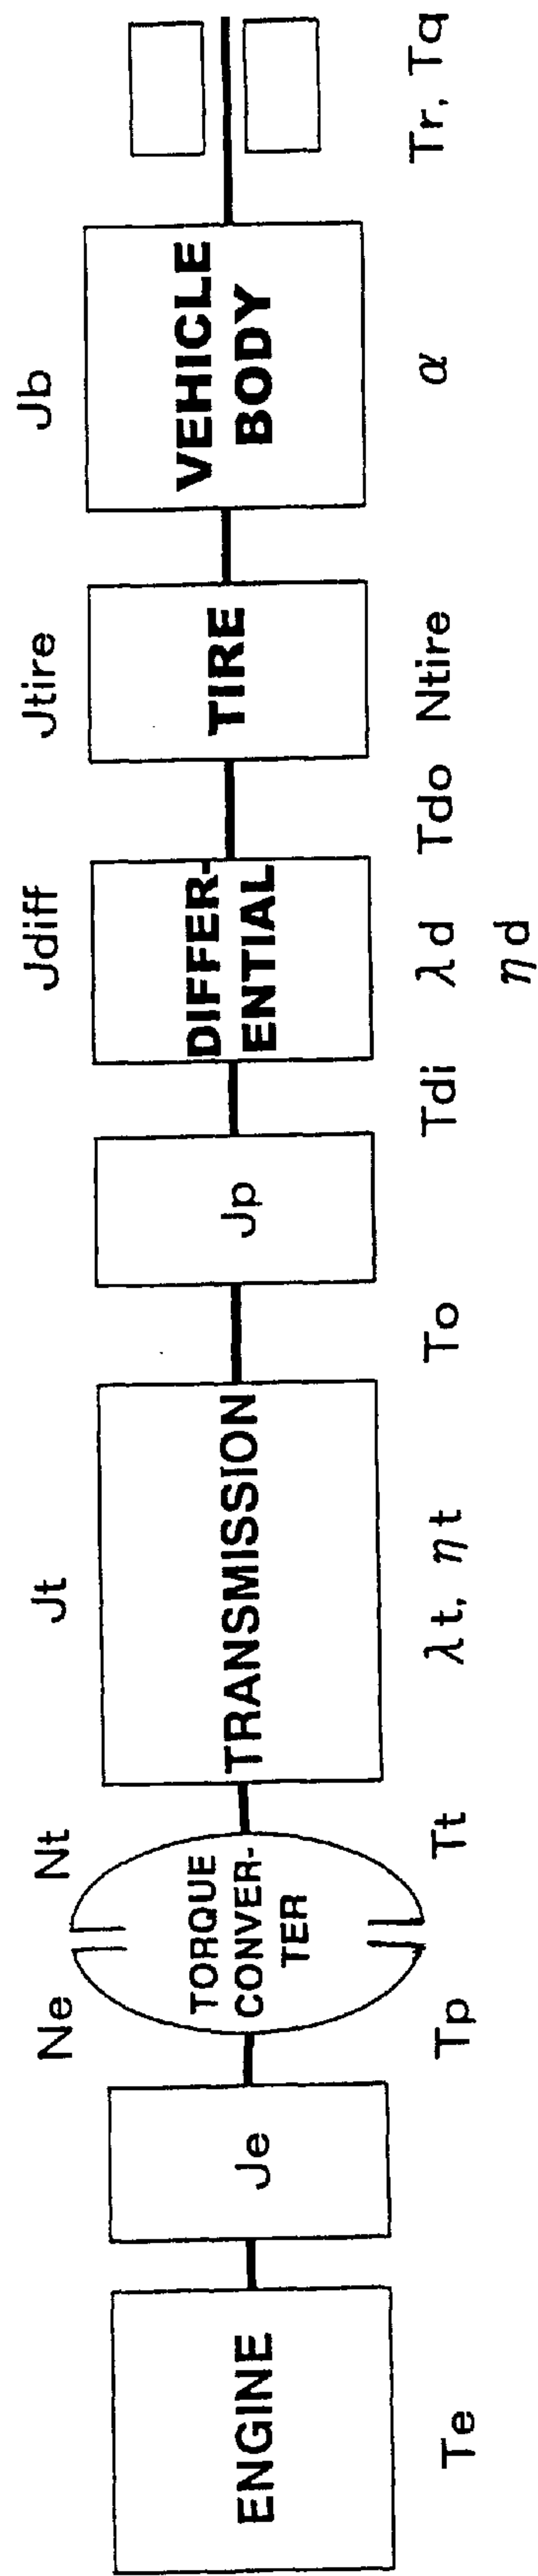 Ne
Nt
Jt
Jdiff
Jtire
Jb
ENGINE
Je
TORQUE
CONVER-
TER
TRANSMISSION
Jp
DIFFER-
ENTIAL
TIRE
VEHICLE
BODY
Te
Tp
Tt
λt, ηt
To
Tdi
λd
ηd
Tdo
Ntire
α
Tr, Tq